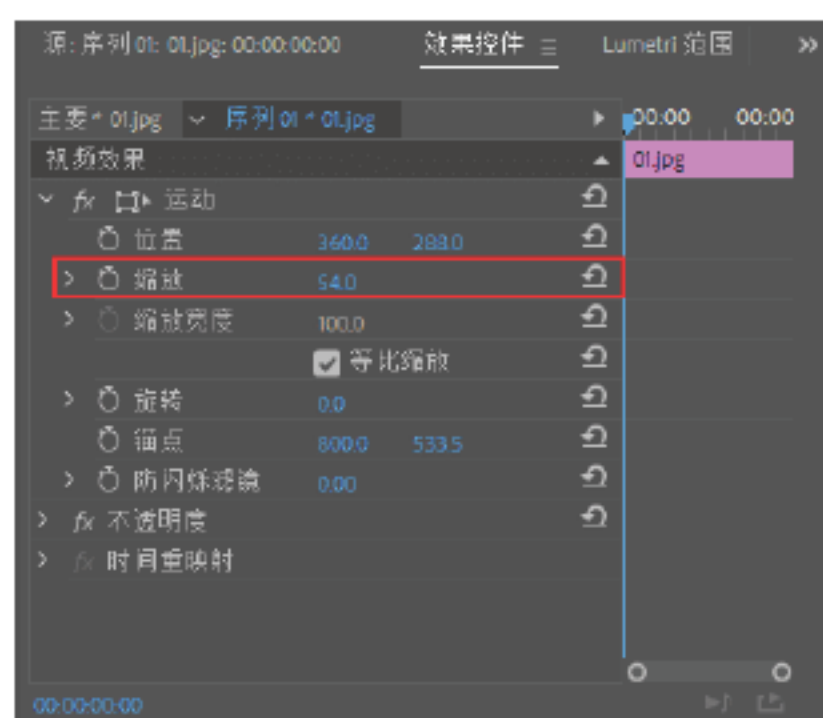 源: 序列 01: 01.jpg: 00:00:00:00 效果控件 ≡ Lumetri 范围 »
主要 * 01.jpg 序列 01 * 01.jpg 00:00 00:00
视频效果 01.jpg
fx 运动
位置 360.0 288.0
缩放 54.0
缩放宽度 100.0
等比缩放
旋转 0.0
锚点 800.0 533.5
防闪烁滤镜 0.00
fx 不透明度
fx 时间重映射
00:00:00:00